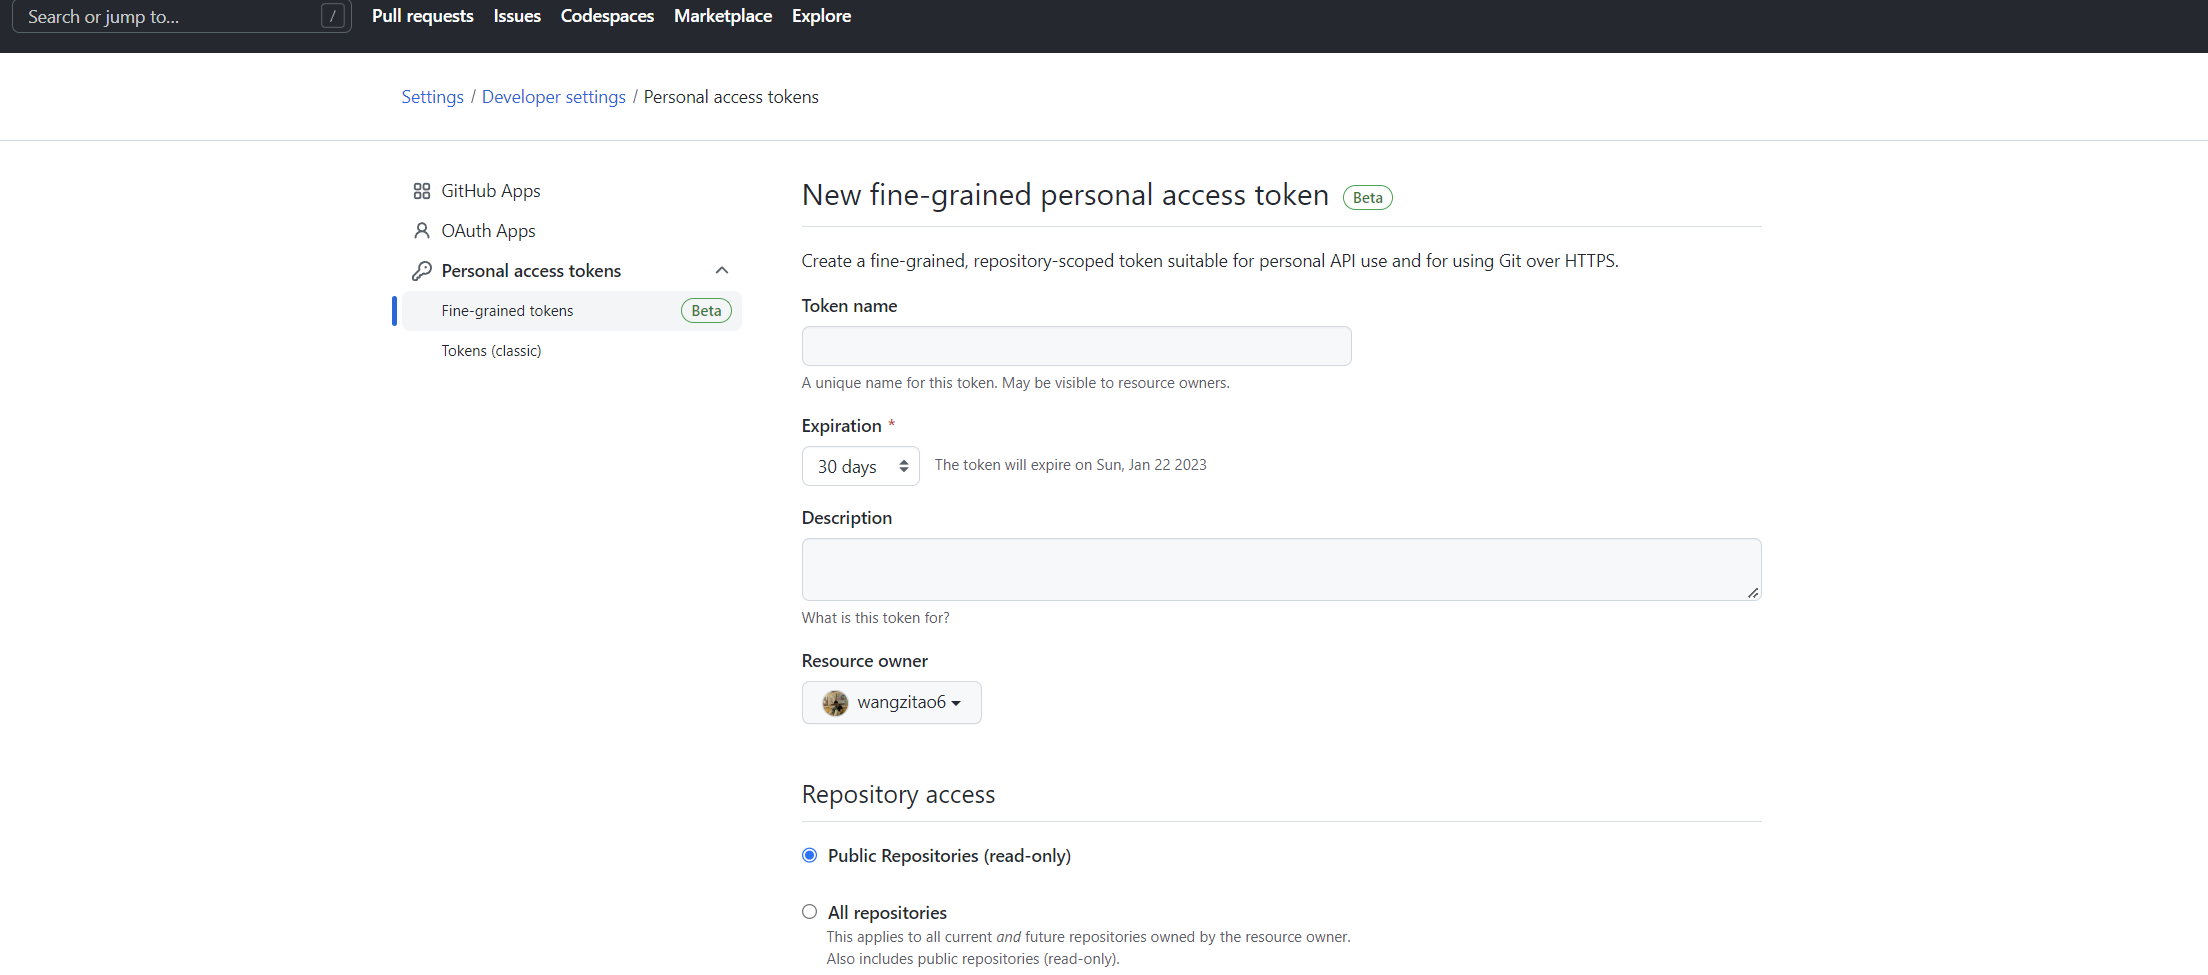 Search or jump to... /
Pull requests Issues Codespaces Marketplace Explore
Settings / Developer settings / Personal access tokens
GitHub Apps
OAuth Apps
Personal access tokens
Fine-grained tokens Beta
Tokens (classic)
New fine-grained personal access token Beta
Create a fine-grained, repository-scoped token suitable for personal API use and for using Git over HTTPS.
Token name
A unique name for this token. May be visible to resource owners.
Expiration *
30 days The token will expire on Sun, Jan 22 2023
Description
What is this token for?
Resource owner
wangzitao6
Repository access
Public Repositories (read-only)
All repositories
This applies to all current and future repositories owned by the resource owner.
Also includes public repositories (read-only).